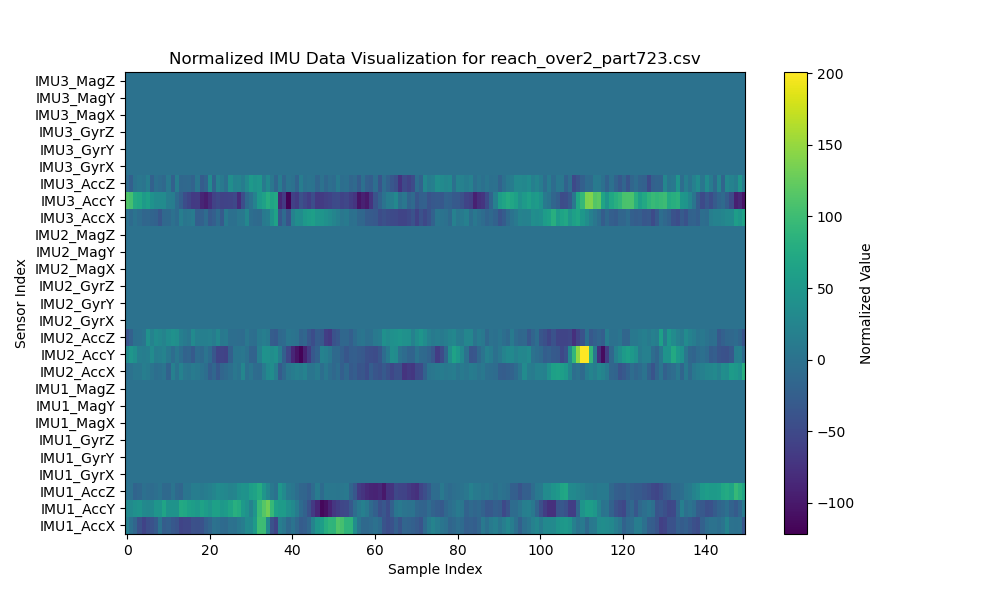 Normalized IMU Data Visualization for reach_over2_part723.csv
IMU3_MagZ
IMU3_MagY
IMU3_MagX
IMU3_GyrZ
IMU3_GyrY
IMU3_GyrX
IMU3_AccZ
IMU3_AccY
IMU3_AccX
IMU2_MagZ
IMU2_MagY
IMU2_MagX
IMU2_GyrZ
IMU2_GyrY
IMU2_GyrX
IMU2_AccZ
IMU2_AccY
IMU2_AccX
IMU1_MagZ
IMU1_MagY
IMU1_MagX
IMU1_GyrZ
IMU1_GyrY
IMU1_GyrX
IMU1_AccZ
IMU1_AccY
IMU1_AccX
Sensor Index
0 20 40 60 80 100 120 140
Sample Index
200
150
100
50
0
−50
−100
Normalized Value